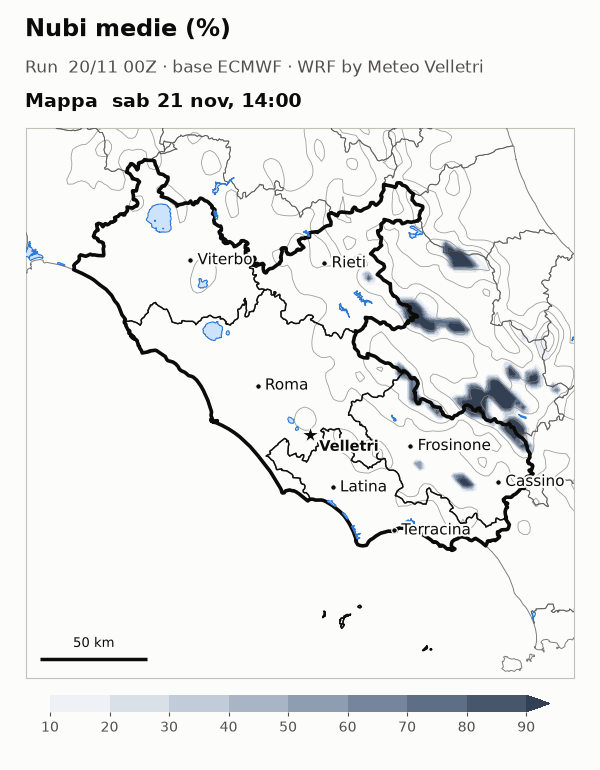 Nubi medie (%)
Run 20/11 00Z · base ECMWF · WRF by Meteo Velletri
Mappa sab 21 nov, 14:00
Viterbo
Rieti
Roma
Velletri
Frosinone
Latina
Cassino
Terracina
50 km
10 20 30 40 50 60 70 80 90